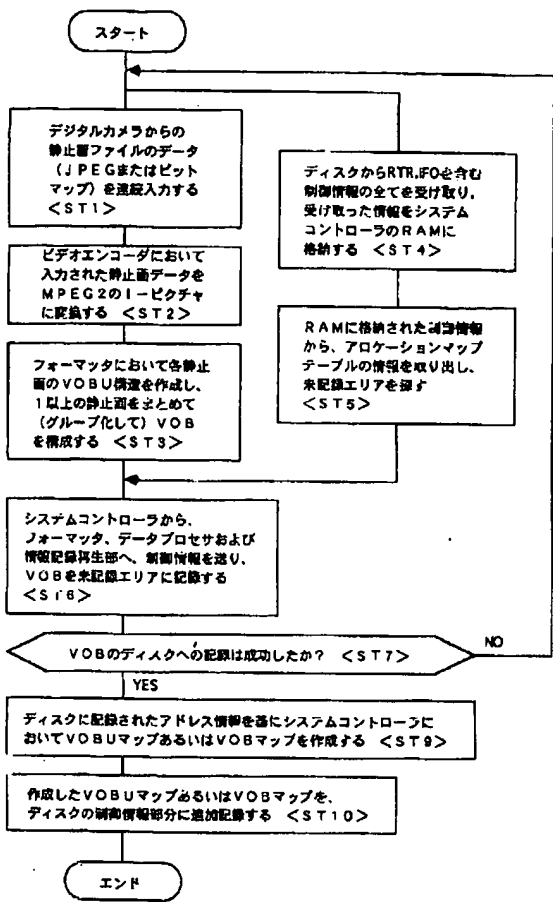 スタート
デジタルカメラからの
静止画ファイルのデータ
(JPEGまたはビット
マップ)を連続入力する
<ST1>
ビデオエンコーダにおいて
入力された静止画データを
MPEG2のI－ピクチャ
に変換する <ST2>
フォーマッタにおいて各静止
画のVOBU構造を作成し、
1以上の静止画をまとめて
(グループ化して)VOB
を構成する <ST3>
ディスクからRTR.IFOを含む
制御情報の全てを受け取り、
受け取った情報をシステム
コントローラのRAMに
格納する <ST4>
RAMに格納された制御情報
から、アロケーションマップ
テーブルの情報を取り出し、
未記録エリアを探す
<ST5>
システムコントローラから、
フォーマッタ、データプロセサおよび
情報記録再生部へ、制御情報を送り、
VOBを未記録エリアに記録する
<ST6>
VOBのディスクへの記録は成功したか? <ST7>
NO
YES
ディスクに記録されたアドレス情報を基にシステムコントローラに
おいてVOBUマップあるいはVOBマップを作成する <ST9>
作成したVOBUマップあるいはVOBマップを、
ディスクの制御情報部分に追加記録する <ST10>
エンド